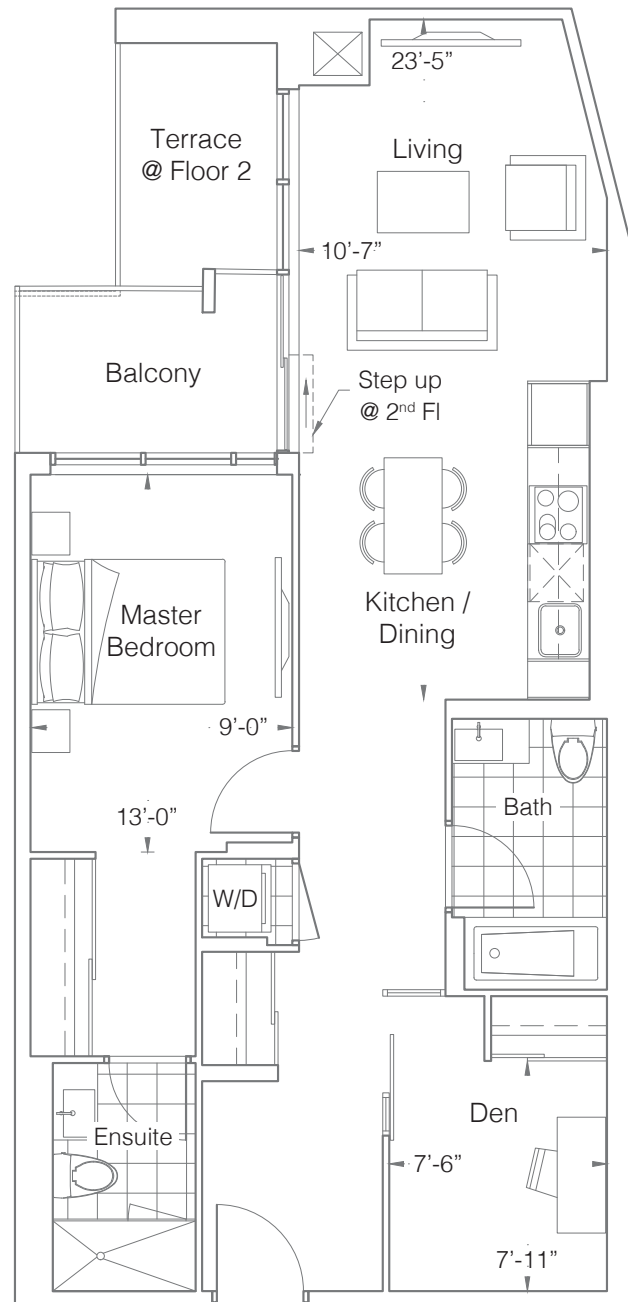 23'-5”
Terrace
@ Floor 2
Living
10'-7”
Balcony
Step up
@ 2nd Fl
Master
Bedroom
Kitchen /
Dining
9'-0”
13'-0”
Bath
W/D
Ensuite
Den
7'-6”
7'-11”